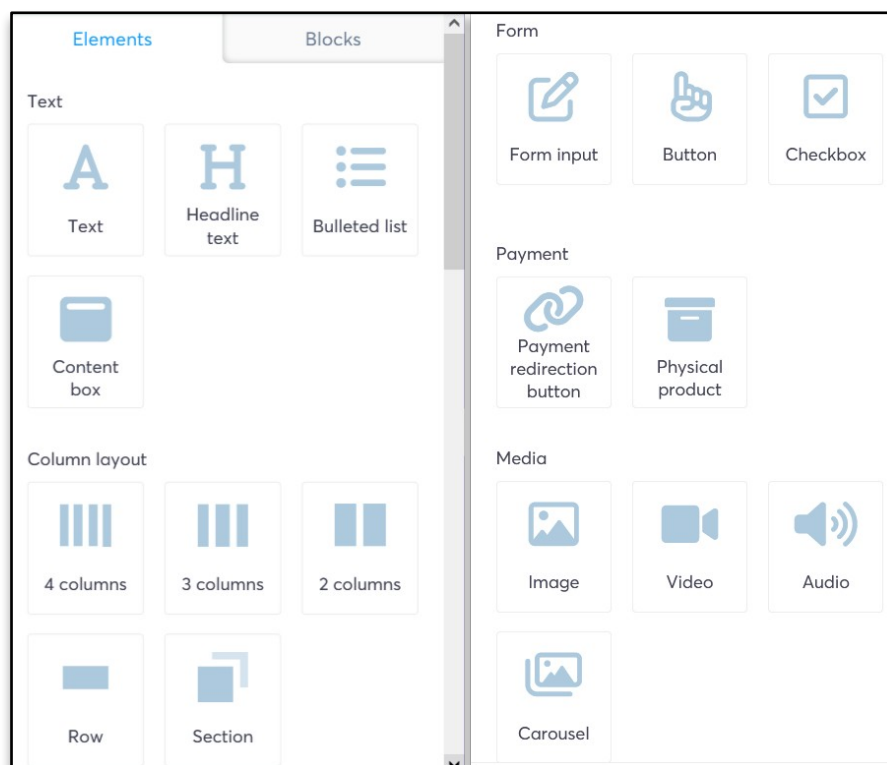 Elements
Blocks
Text
Text
Headline
text
Bulleted list
Content
box
Column layout
4 columns
3 columns
2 columns
Row
Section
Form
Form input
Button
Checkbox
Payment
Payment
redirection
button
Physical
product
Media
Image
Video
Audio
Carousel